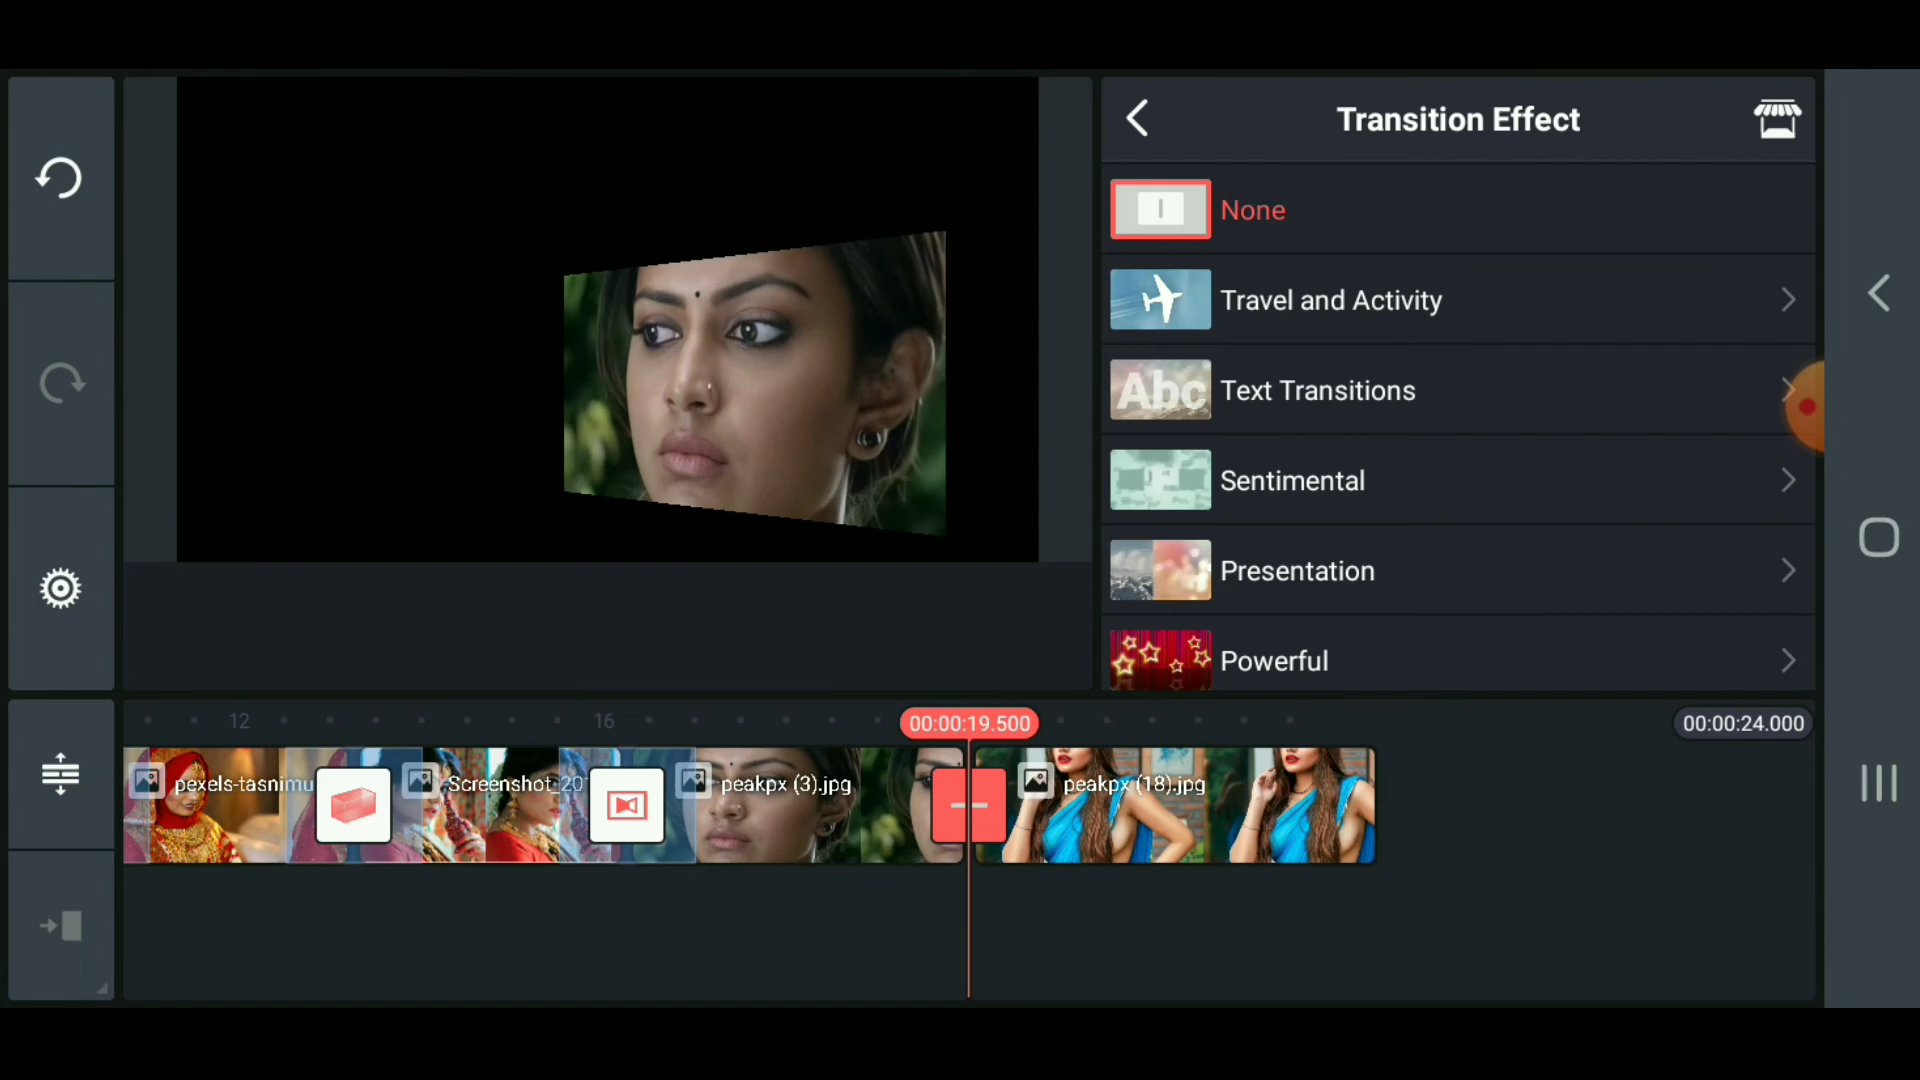 Transition Effect
None
Travel and Activity
Abc
Text Transitions
Sentimental
Presentation
Powerful
12
16
00:00:19.500
00:00:24.000
pexels-tasnimu
Screenshot_20
peakpx (3).jpg
peakpx (18).jpg